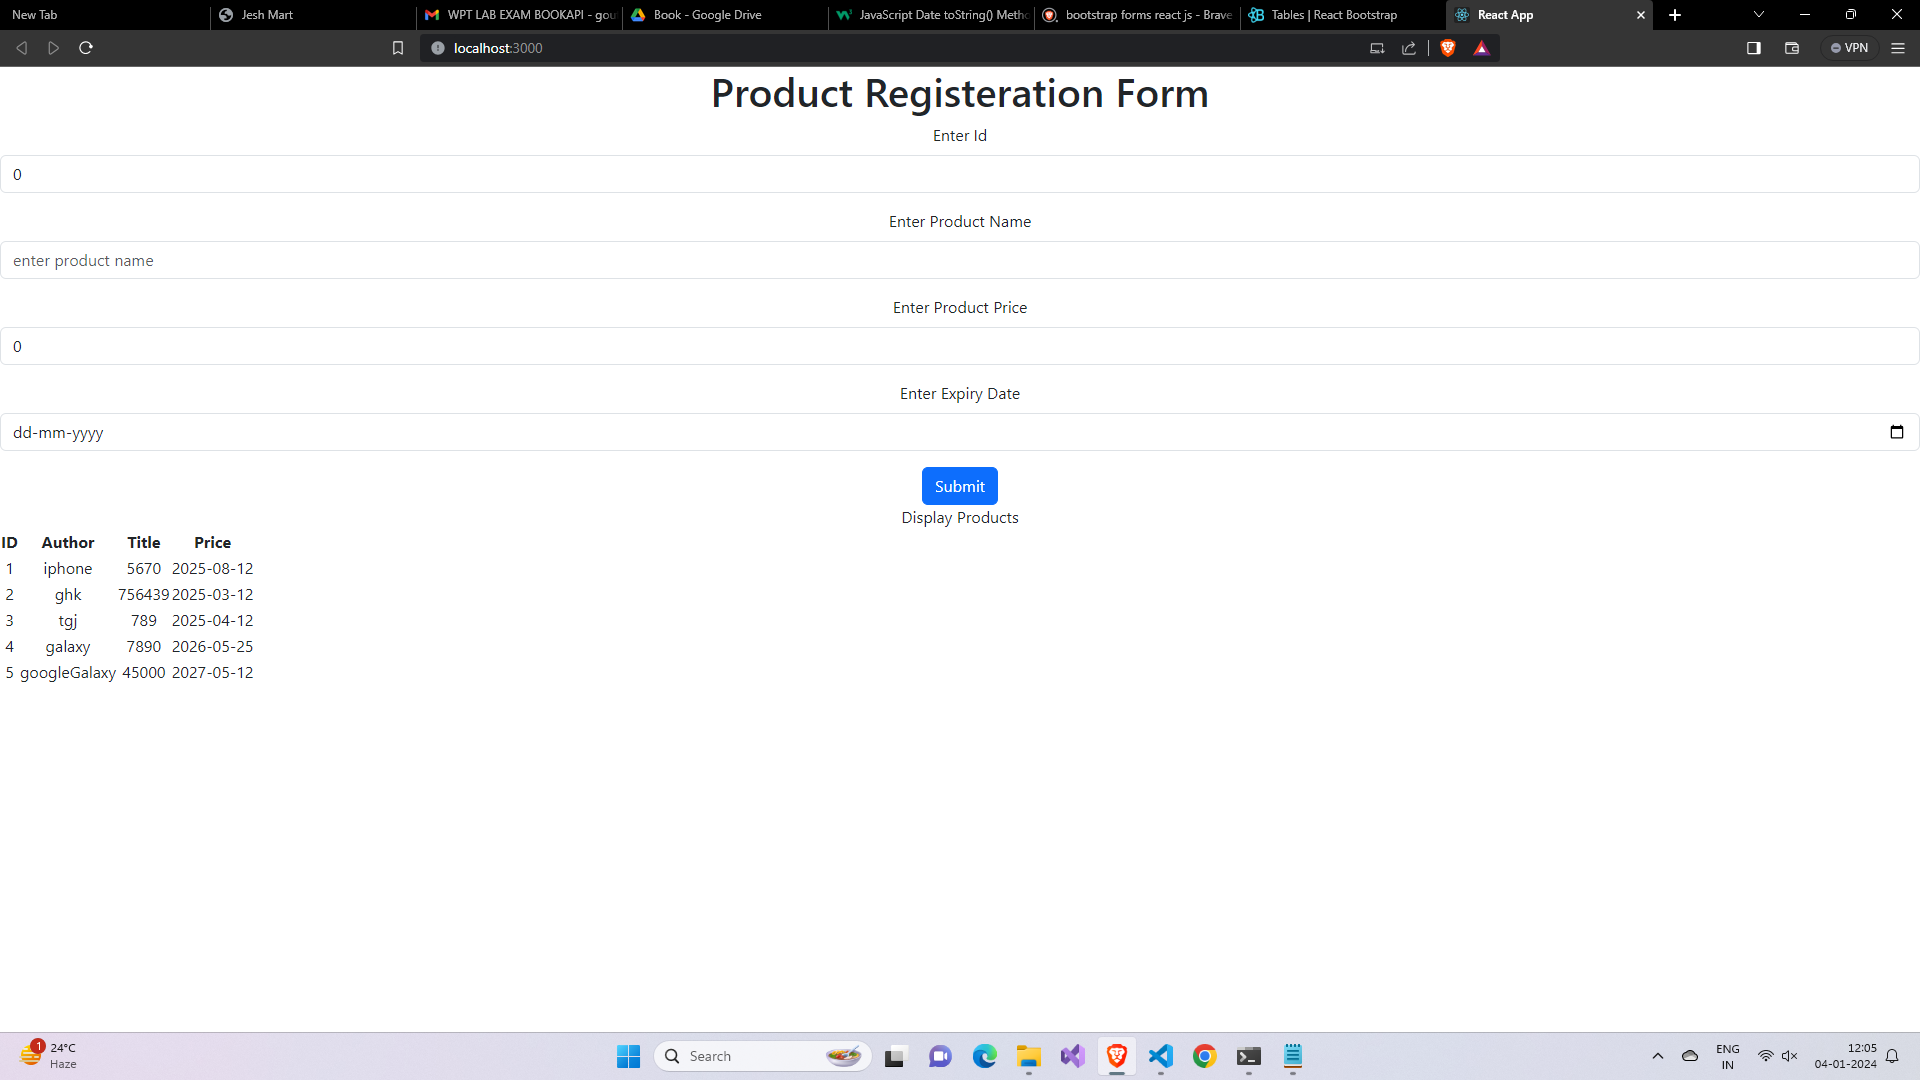 New Tab
Jesh Mart
WPT LAB EXAM BOOKAPI - gou
Book - Google Drive
JavaScript Date toString() Meth
bootstrap forms react js - Brave
Tables | React Bootstrap
React App
localhost:3000
VPN
Product Registeration Form
Enter Id
0
Enter Product Name
enter product name
Enter Product Price
0
Enter Expiry Date
dd-mm-yyyy
Submit
Display Products
ID Author Title Price
1 iphone 5670 2025-08-12
2 ghk 756439 2025-03-12
3 tgj 789 2025-04-12
4 galaxy 7890 2026-05-25
5 googleGalaxy 45000 2027-05-12
1
24°C
Haze
Search
ENG
IN
12:05
04-01-2024